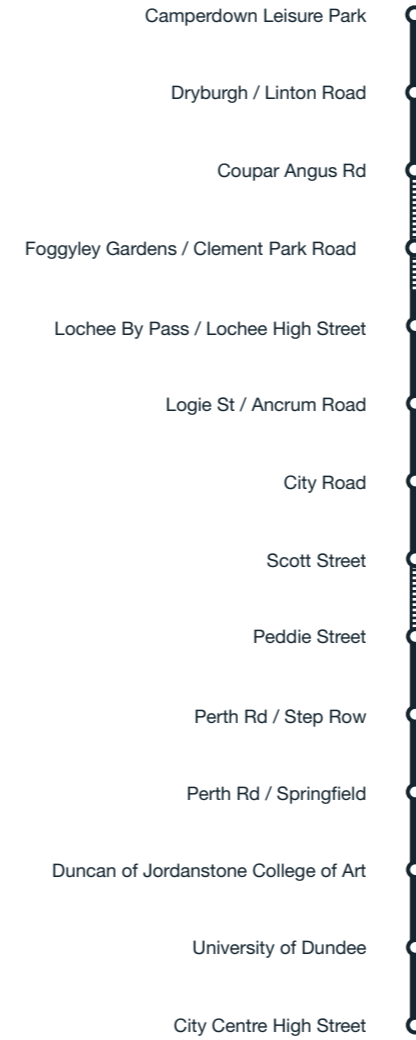 Camperdown Leisure Park
Dryburgh / Linton Road
Coupar Angus Rd
Foggyley Gardens / Clement Park Road
Lochee By Pass / Lochee High Street
Logie St / Ancrum Road
City Road
Scott Street
Peddie Street
Perth Rd / Step Row
Perth Rd / Springfield
Duncan of Jordanstone College of Art
University of Dundee
City Centre High Street